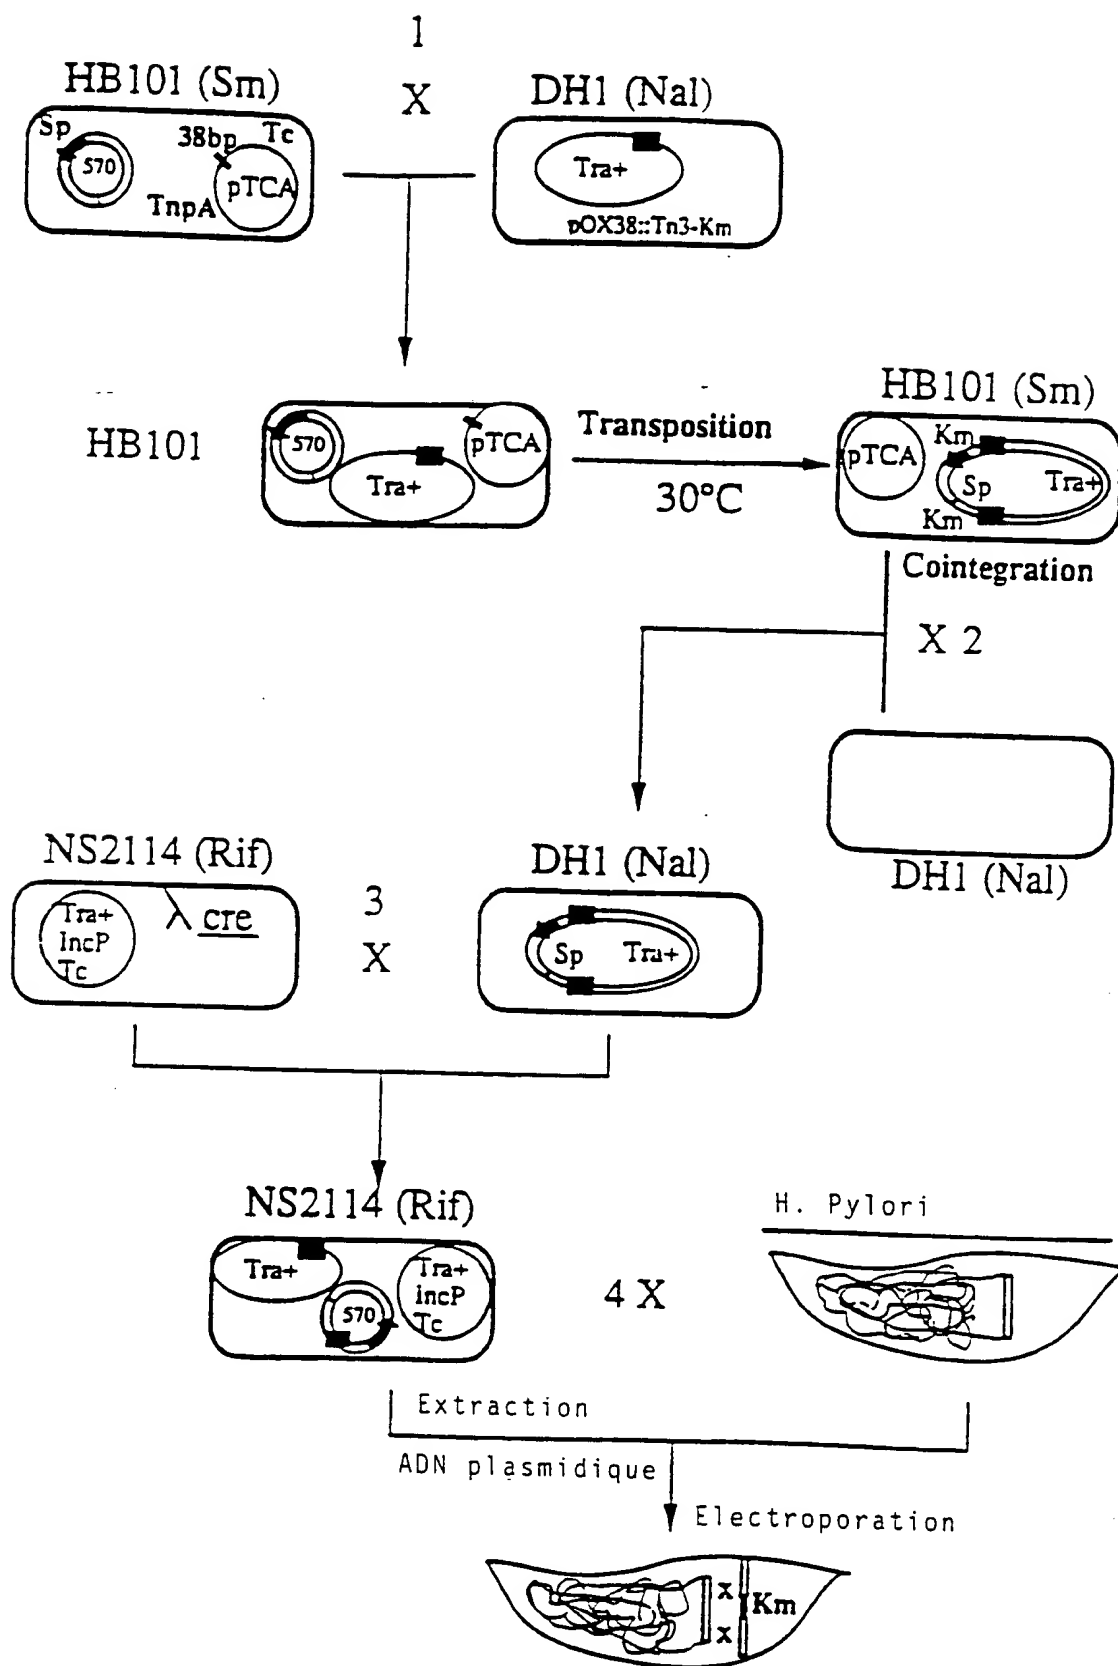 1
HB101 (Sm)
X
DH1 (Nal)
Sp
38bp
Tc
570
TnpA
pTCA
Tra+
pOX38::Tn3-Km
HB101
570
Tra+
pTCA
Transposition
30°C
HB101 (Sm)
pTCA
Km
Sp
Tra+
Km
Cointegration
X 2
DH1 (Nal)
NS2114 (Rif)
Tra+
IncP
Tc
λ cre
3
X
DH1 (Nal)
Sp
Tra+
NS2114 (Rif)
Tra+
570
Tra+
incP
Tc
4 X
H. Pylori
Extraction
ADN plasmidique
Electroporation
x
x
Km